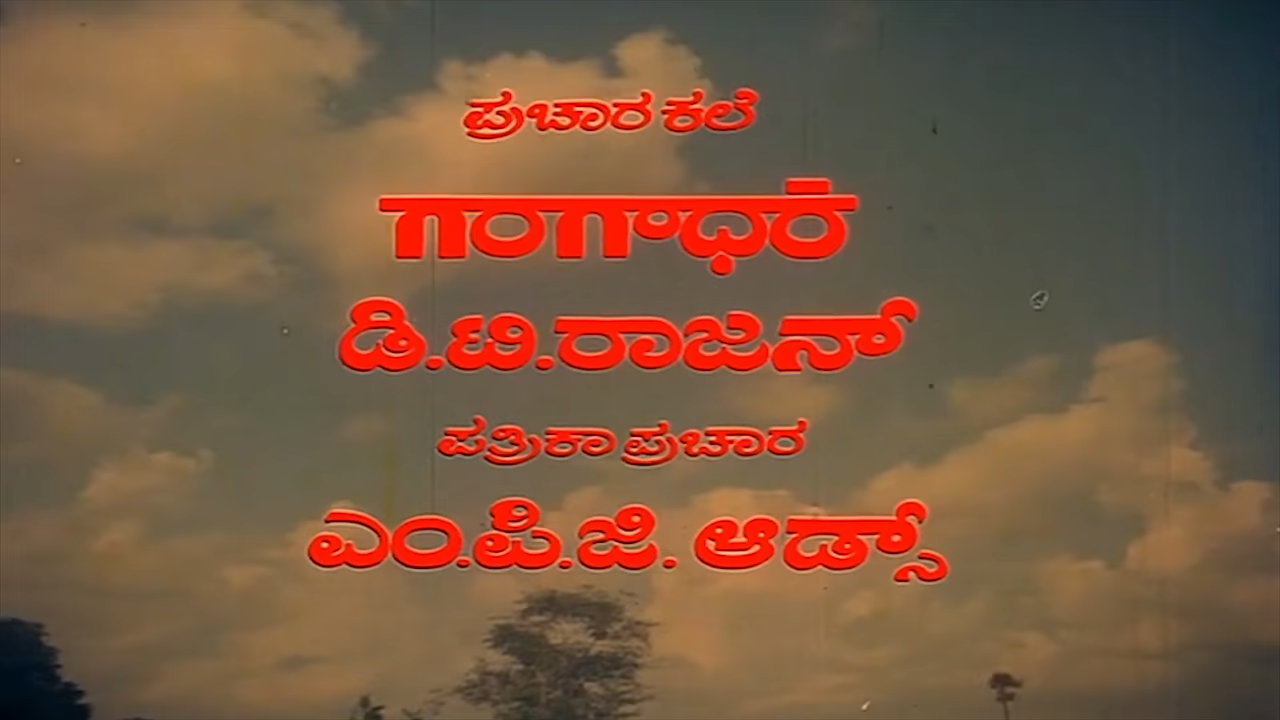 ಪ್ರಚಾರ ಕಲೆ
ಗಂಗಾಧರ
ಡಿ.ಟಿ.ರಾಜನ್
ಪತ್ರಿಕಾ ಪ್ರಚಾರ
ಎಂ.ಪಿ.ಜಿ. ಆಡ್ಸ್